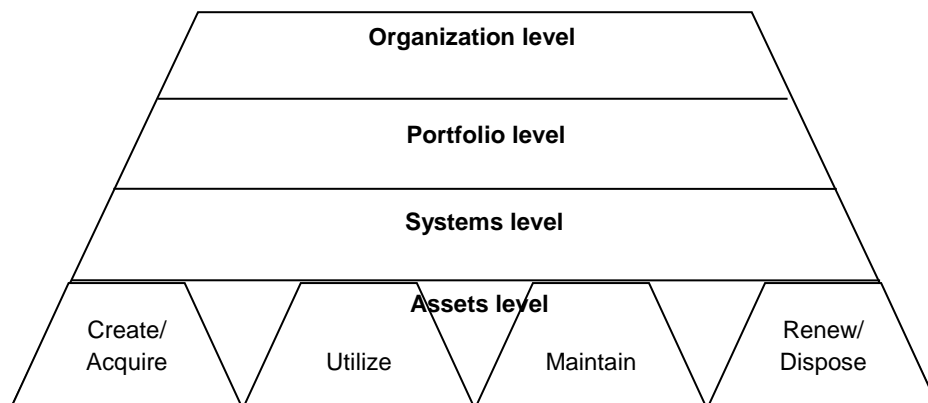 Organization level
Portfolio level
Systems level
Assets level
Create/
Acquire
Utilize
Maintain
Renew/
Dispose